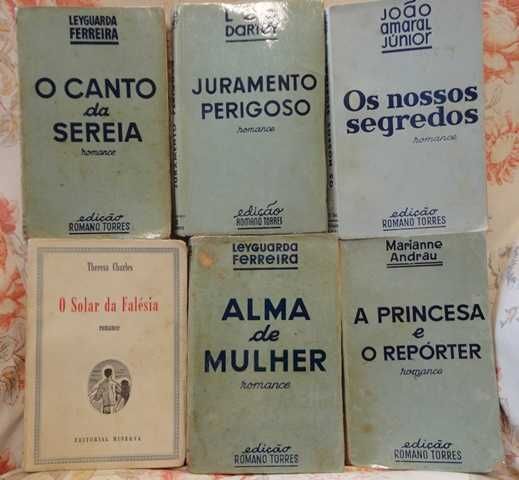 LEYGUARDA
FERREIRA
O CANTO
da
SEREIA
romance
edição
ROMANO TORRES
DARLEY
JURAMENTO
PERIGOSO
romance
edição
ROMANO TORRES
JOÃO
amaral
JÚNIOR
Os nossos
segredos
romance
edição
ROMANO TORRES
Theresa Charles
O Solar da Falésia
romance
EDITORIAL MINERVA
LEYGUARDA
FERREIRA
ALMA
de
MULHER
romance
edição
ROMANO TORRES
Marianne
Andrau
A PRINCESA
e
O REPÓRTER
romance
edição
ROMANO TORRES